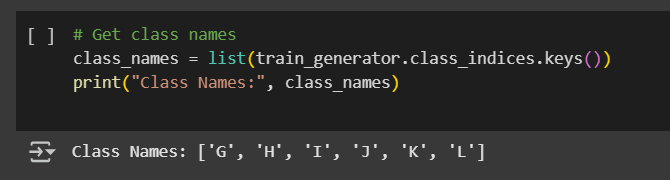 [ ] # Get class names
class_names = list(train_generator.class_indices.keys())
print("Class Names:", class_names)
Class Names: ['G', 'H', 'I', 'J', 'K', 'L']